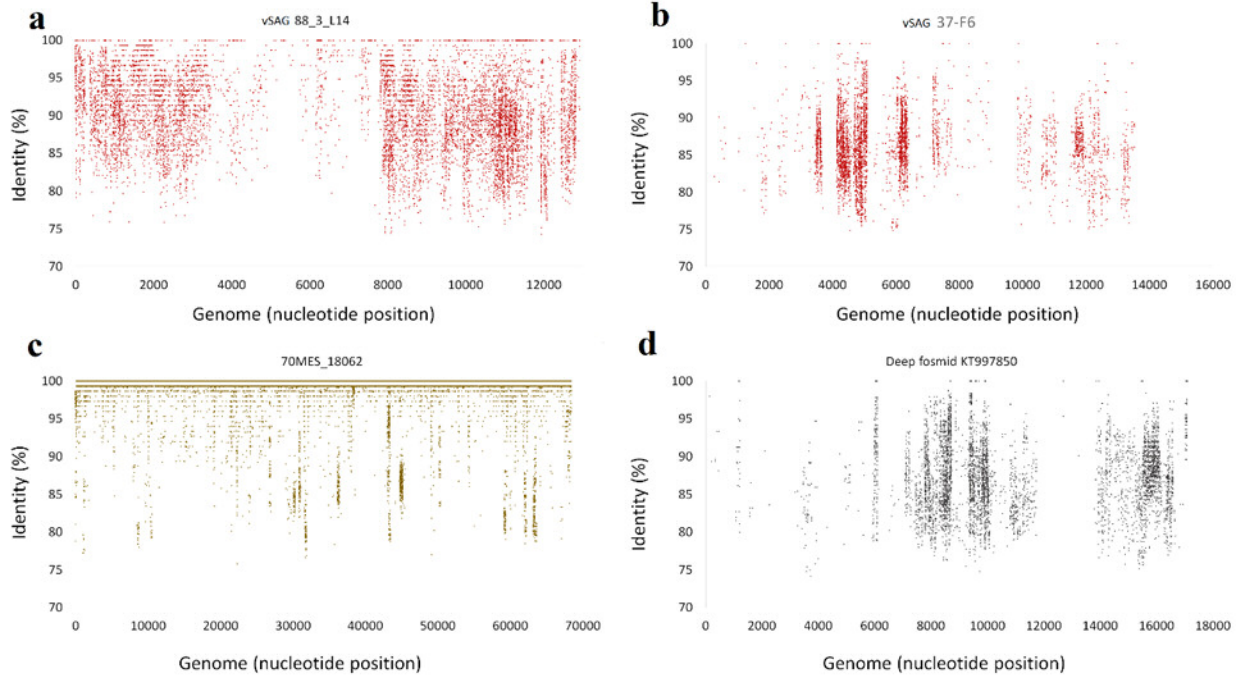 a
vSAG 88_3_L14
100
95
90
85
80
75
70
Identity (%)
0 2000 4000 6000 8000 10000 12000
Genome (nucleotide position)
b
vSAG 37-F6
100
95
90
85
80
75
70
Identity (%)
0 2000 4000 6000 8000 10000 12000 14000 16000
Genome (nucleotide position)
c
70MES_18062
100
95
90
85
80
75
70
Identity (%)
0 10000 20000 30000 40000 50000 60000 70000
Genome (nucleotide position)
d
Deep fosmid KT997850
100
95
90
85
80
75
70
Identity (%)
0 2000 4000 6000 8000 10000 12000 14000 16000 18000
Genome (nucleotide position)